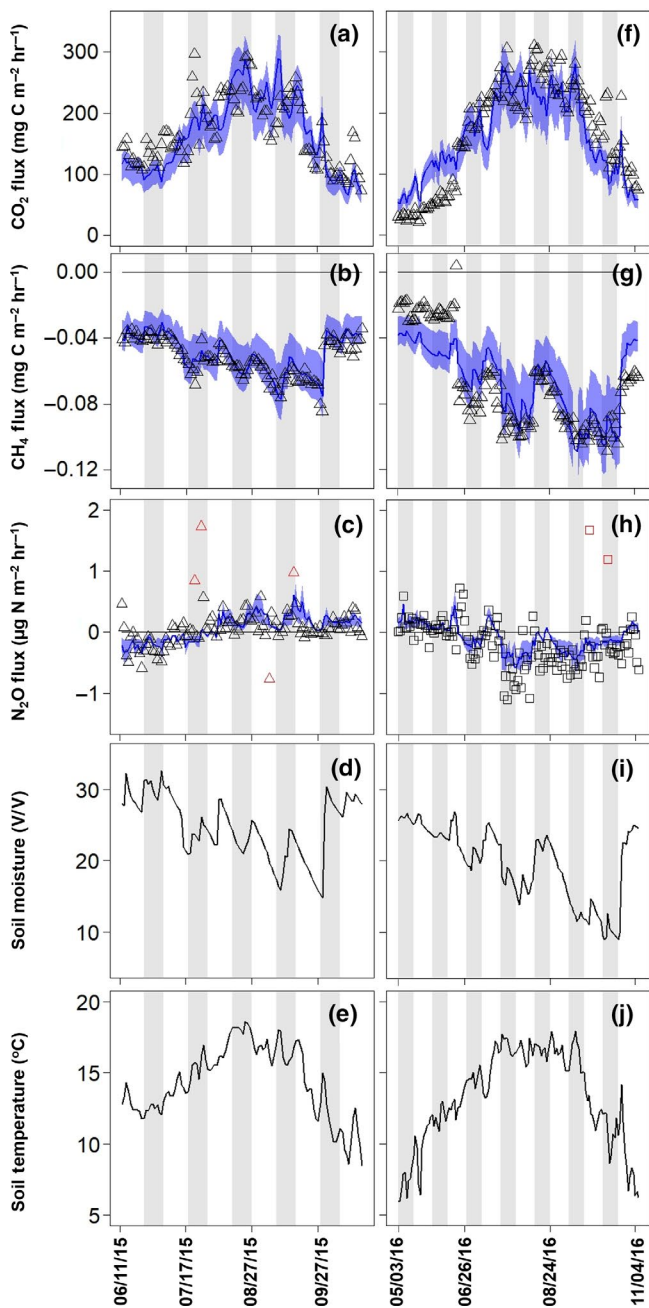 CO₂ flux (mg C m⁻² hr⁻¹)
300
200
100
0
(a)
(f)
CH₄ flux (mg C m⁻² hr⁻¹)
0.00
−0.04
−0.08
−0.12
(b)
(g)
N₂O flux (µg N m⁻² hr⁻¹)
2
1
0
−1
(c)
(h)
Soil moisture (V/V)
30
20
10
(d)
(i)
Soil temperature (°C)
20
15
10
5
(e)
(j)
06/11/15
07/17/15
08/27/15
09/27/15
05/03/16
06/26/16
08/24/16
11/04/16